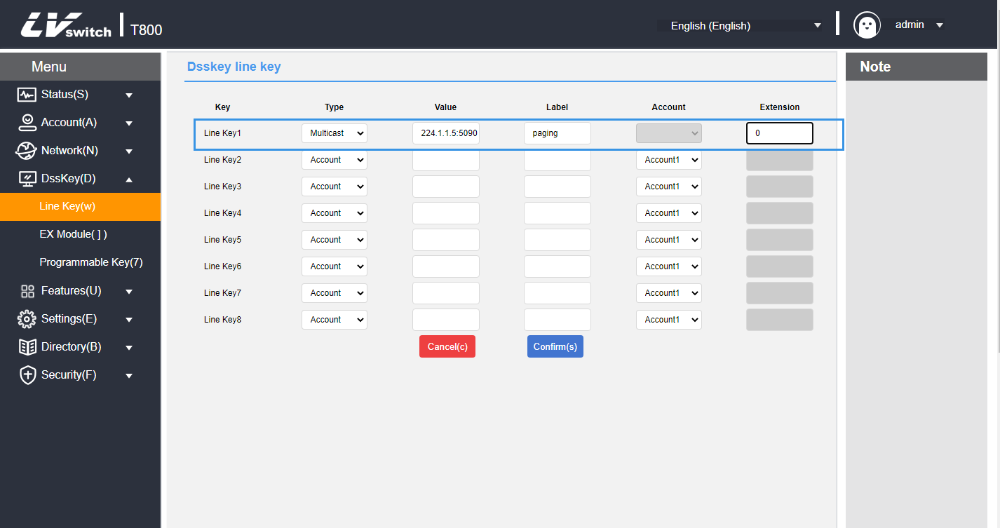 LV switch T800
English (English)
admin
Menu
Status(S)
Account(A)
Network(N)
DssKey(D)
Line Key(w)
EX Module( ] )
Programmable Key(7)
Features(U)
Settings(E)
Directory(B)
Security(F)
Dsskey line key
Key Type Value Label Account Extension
Line Key1 Multicast 224.1.1.5:5090 paging 0
Line Key2 Account Account1
Line Key3 Account Account1
Line Key4 Account Account1
Line Key5 Account Account1
Line Key6 Account Account1
Line Key7 Account Account1
Line Key8 Account Account1
Cancel(c) Confirm(s)
Note